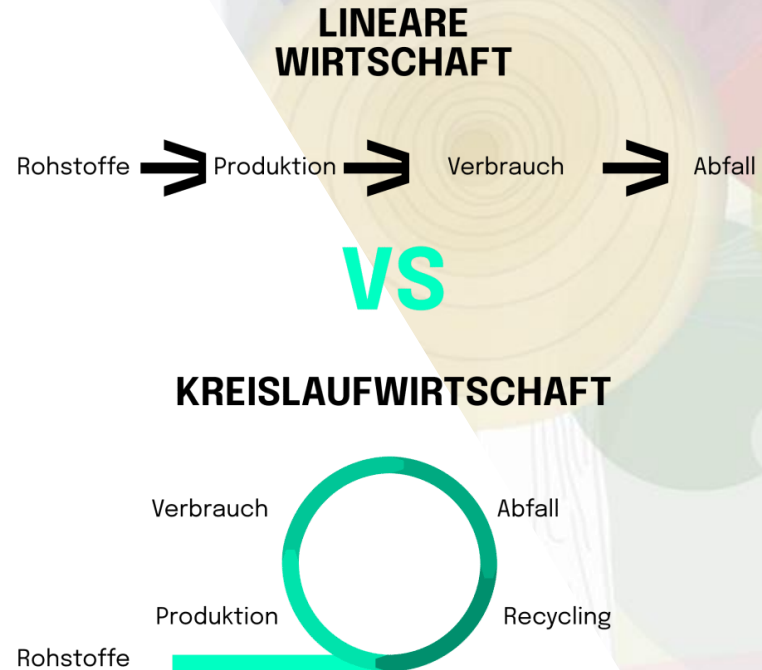 LINEARE
WIRTSCHAFT
Rohstoffe Produktion Verbrauch Abfall
VS
KREISLAUFWIRTSCHAFT
Verbrauch Abfall
Produktion Recycling
Rohstoffe